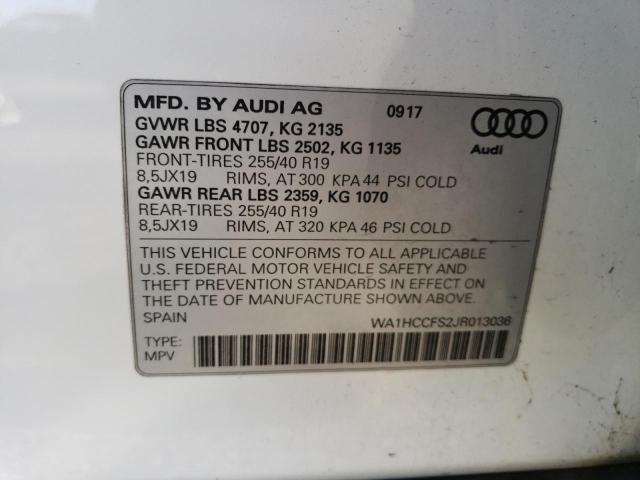 MFD. BY AUDI AG 0917
GVWR LBS 4707, KG 2135
GAWR FRONT LBS 2502, KG 1135
FRONT-TIRES 255/40 R19
8,5JX19 RIMS, AT 300 KPA 44 PSI COLD
GAWR REAR LBS 2359, KG 1070
REAR-TIRES 255/40 R19
8,5JX19 RIMS, AT 320 KPA 46 PSI COLD
Audi
THIS VEHICLE CONFORMS TO ALL APPLICABLE
U.S. FEDERAL MOTOR VEHICLE SAFETY AND
THEFT PREVENTION STANDARDS IN EFFECT ON
THE DATE OF MANUFACTURE SHOWN ABOVE.
SPAIN WA1HCCFS2JR013036
TYPE:
MPV